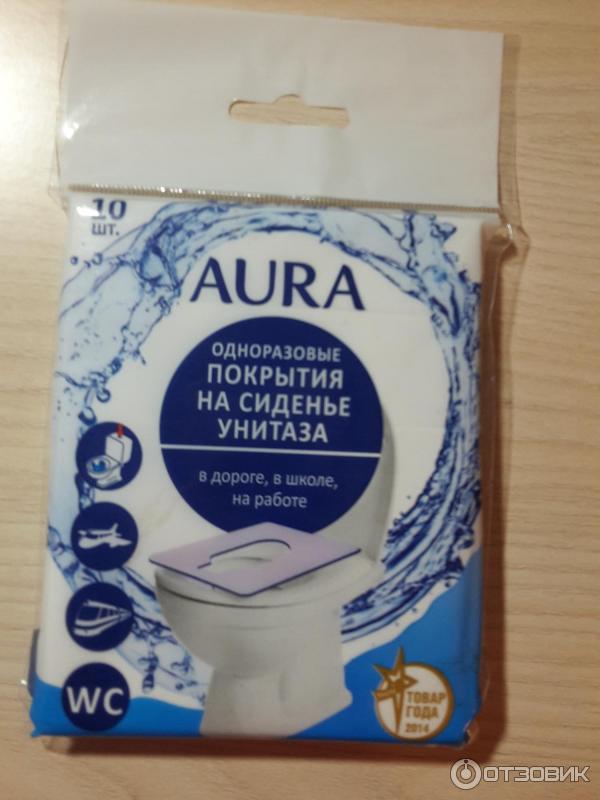 10
шт.
AURA
ОДНОРАЗОВЫЕ
ПОКРЫТИЯ
НА СИДЕНЬЕ
УНИТАЗА
в дороге, в школе,
на работе
WC
ТОВАР
ГОДА
2014
ОТЗОВИК